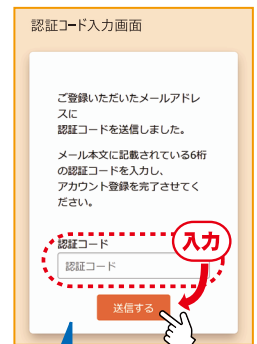 認証コード入力画面
ご登録いただいたメールアドレ
スに
認証コードを送信しました。
メール本文に記載されている6桁
の認証コードを入力し、
アカウント登録を完了させてく
ださい。
認証コード
入力
認証コード
送信する